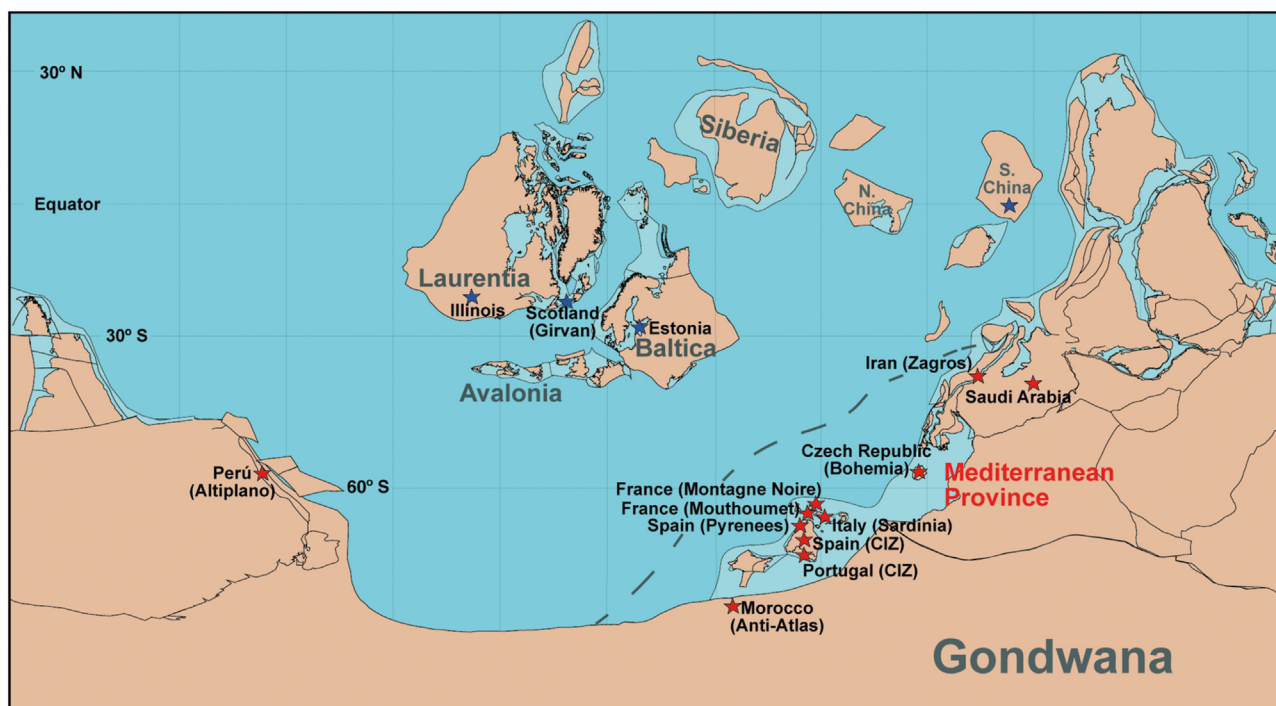 30º N
Siberia
S.
China
N.
China
Equator
Laurentia
Illinois
Scotland
(Girvan)
Estonia
Baltica
30º S
Avalonia
Iran (Zagros)
Saudi Arabia
Czech Republic
(Bohemia)
Mediterranean
Province
Perú
(Altiplano)
60º S
France (Montagne Noire)
France (Mouthoumet)
Italy (Sardinia)
Spain (Pyrenees)
Spain (CIZ)
Portugal (CIZ)
Morocco
(Anti-Atlas)
Gondwana